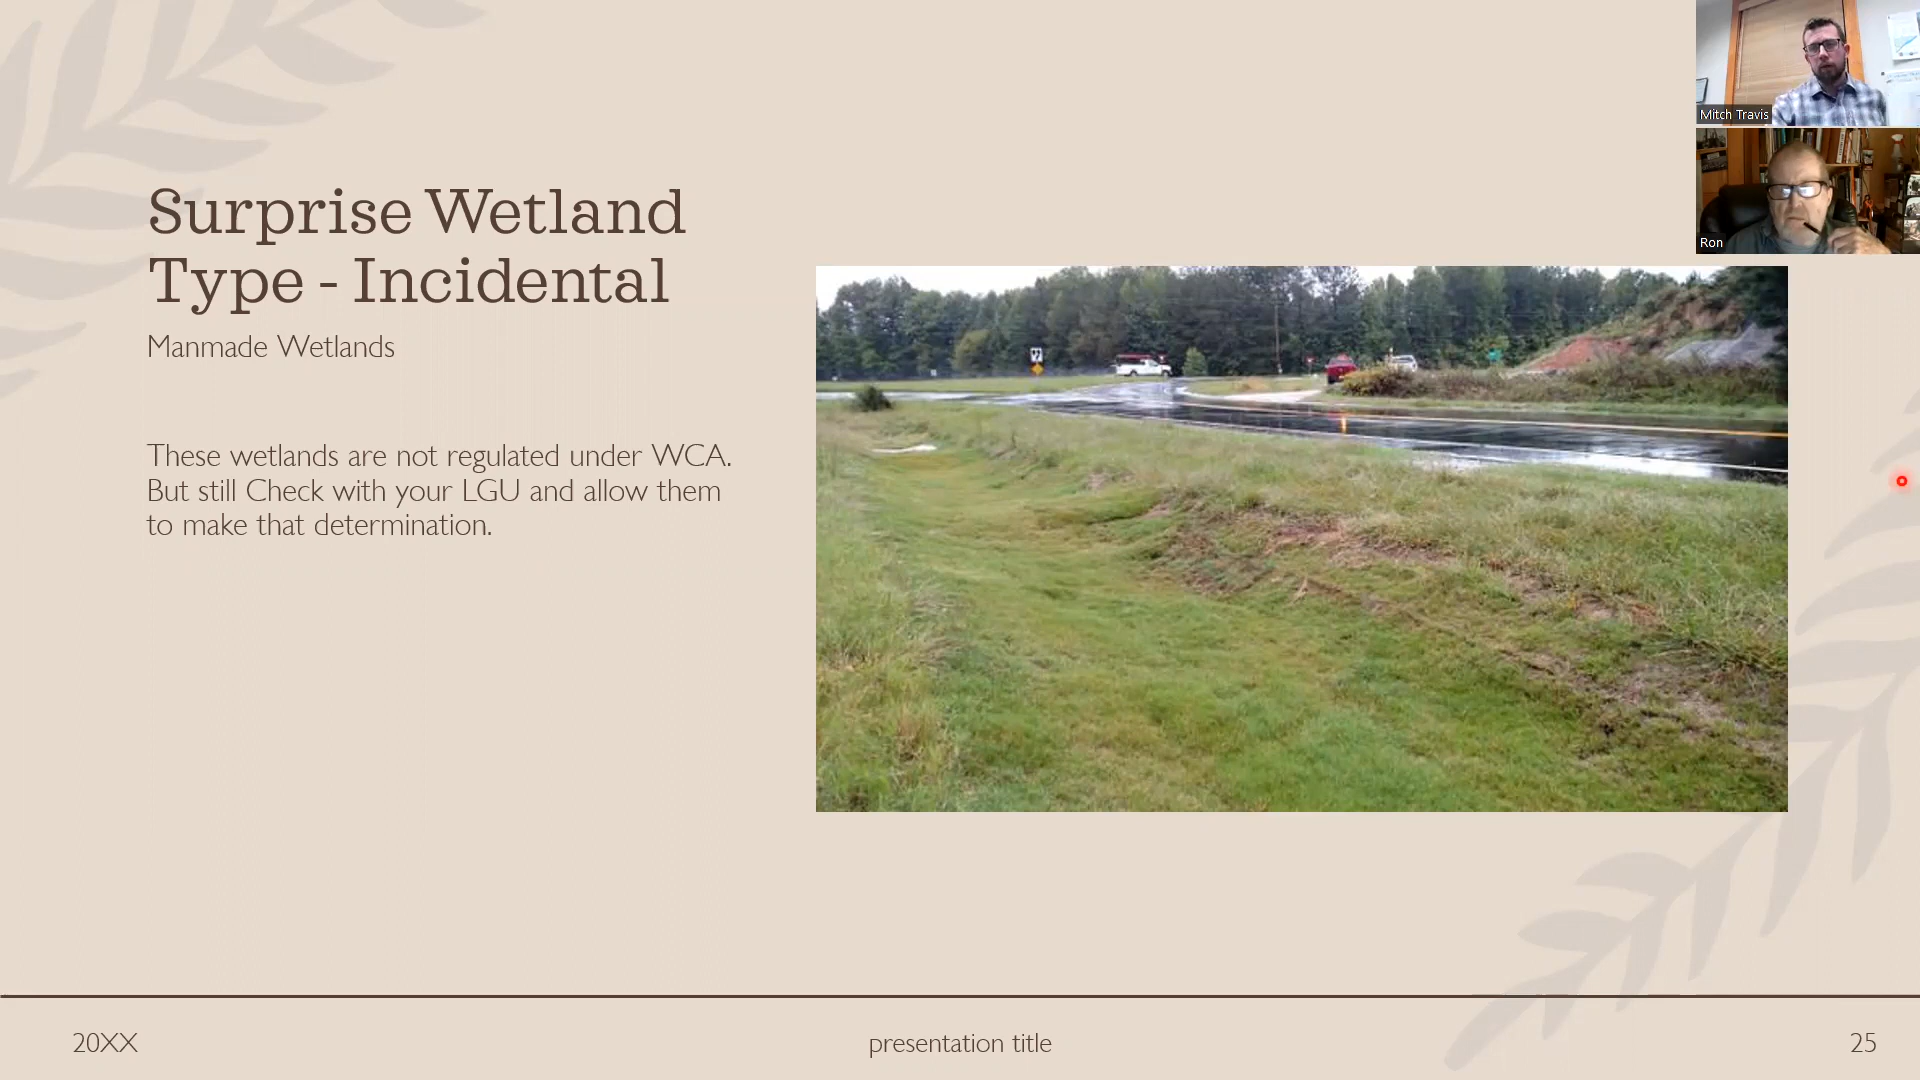 Surprise Wetland
Type - Incidental
Manmade Wetlands
These wetlands are not regulated under WCA.
But still Check with your LGU and allow them
to make that determination.
Mitch Travis
Ron
20XX
presentation title
25